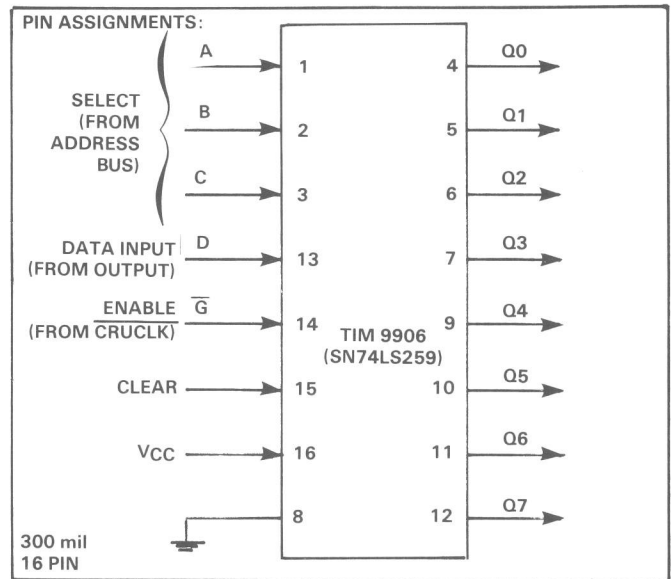 PIN ASSIGNMENTS:
A
1
4
Q0
SELECT
(FROM
ADDRESS
BUS)
B
2
5
Q1
C
3
6
Q2
DATA INPUT
(FROM OUTPUT)
D
13
7
Q3
ENABLE
(FROM C̅R̅U̅C̅L̅K̅)
G̅
14
9
Q4
TIM 9906
(SN74LS259)
CLEAR
15
10
Q5
VCC
16
11
Q6
8
12
Q7
300 mil
16 PIN